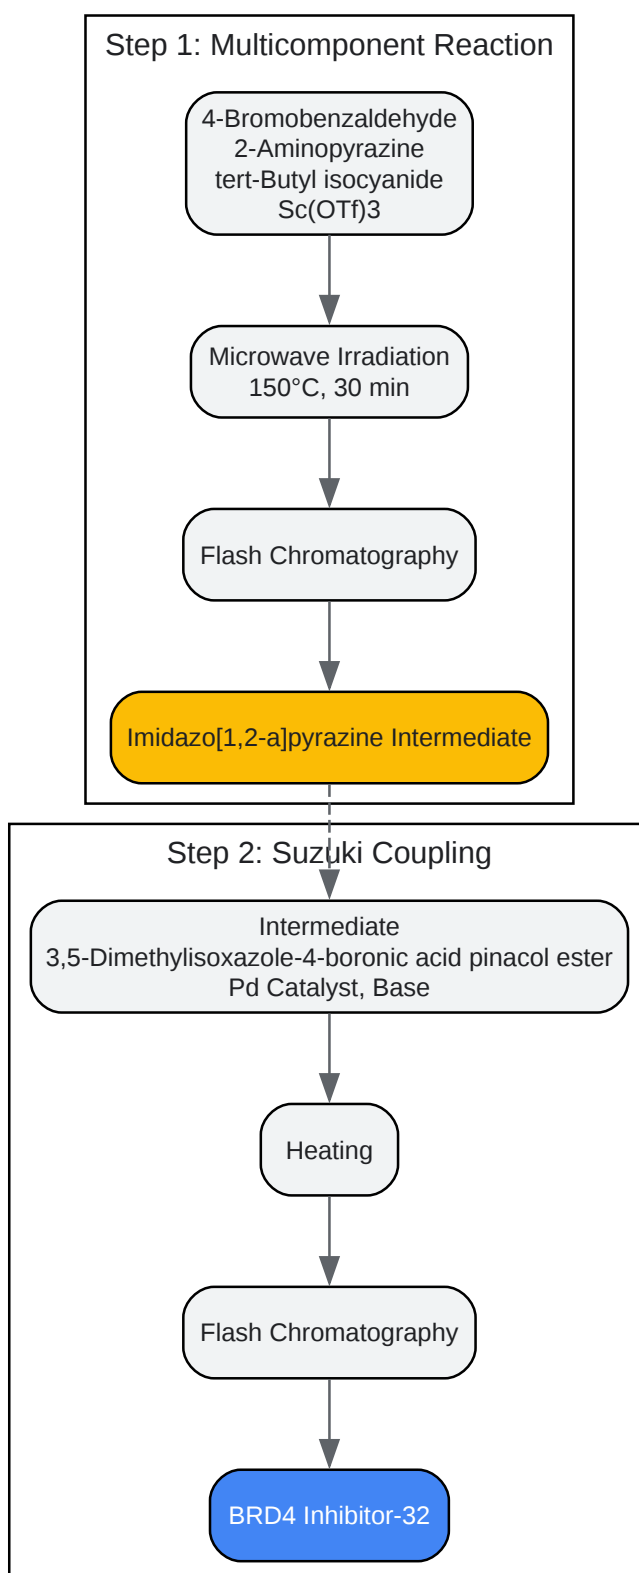 Step 1: Multicomponent Reaction
4-Bromobenzaldehyde
2-Aminopyrazine
tert-Butyl isocyanide
Sc(OTf)3
Microwave Irradiation
150°C, 30 min
Flash Chromatography
Imidazo[1,2-a]pyrazine Intermediate
Step 2: Suzuki Coupling
Intermediate
3,5-Dimethylisoxazole-4-boronic acid pinacol ester
Pd Catalyst, Base
Heating
Flash Chromatography
BRD4 Inhibitor-32